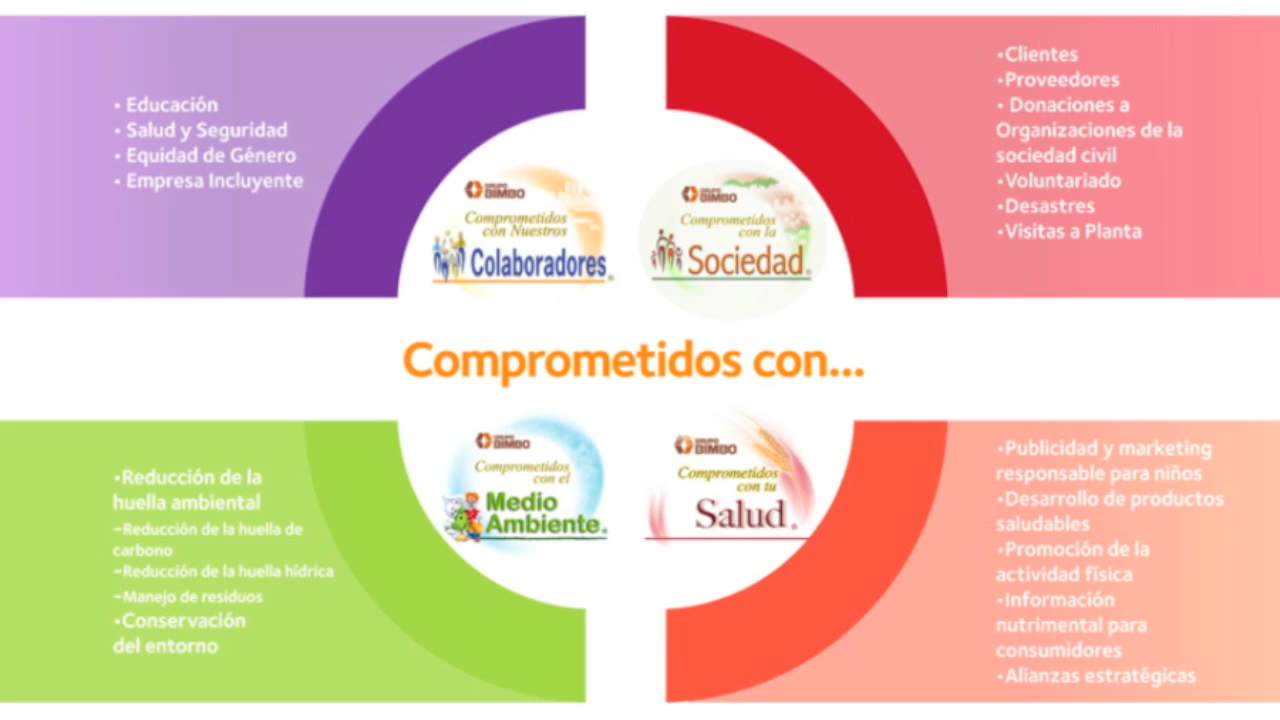 • Educación
• Salud y Seguridad
• Equidad de Género
• Empresa Incluyente
GRUPO
BIMBO
Comprometidos
con Nuestros
Colaboradores®
GRUPO
BIMBO
Comprometidos
con la
Sociedad®
•Clientes
•Proveedores
• Donaciones a
Organizaciones de la
sociedad civil
•Voluntariado
•Desastres
•Visitas a Planta
Comprometidos con...
•Reducción de la
huella ambiental
-Reducción de la huella de
carbono
-Reducción de la huella hídrica
-Manejo de residuos
•Conservación
del entorno
GRUPO
BIMBO
Comprometidos
con el
Medio
Ambiente®
GRUPO
BIMBO
Comprometidos
con tu
Salud®
•Publicidad y marketing
responsable para niños
•Desarrollo de productos
saludables
•Promoción de la
actividad física
•Información
nutrimental para
consumidores
•Alianzas estratégicas